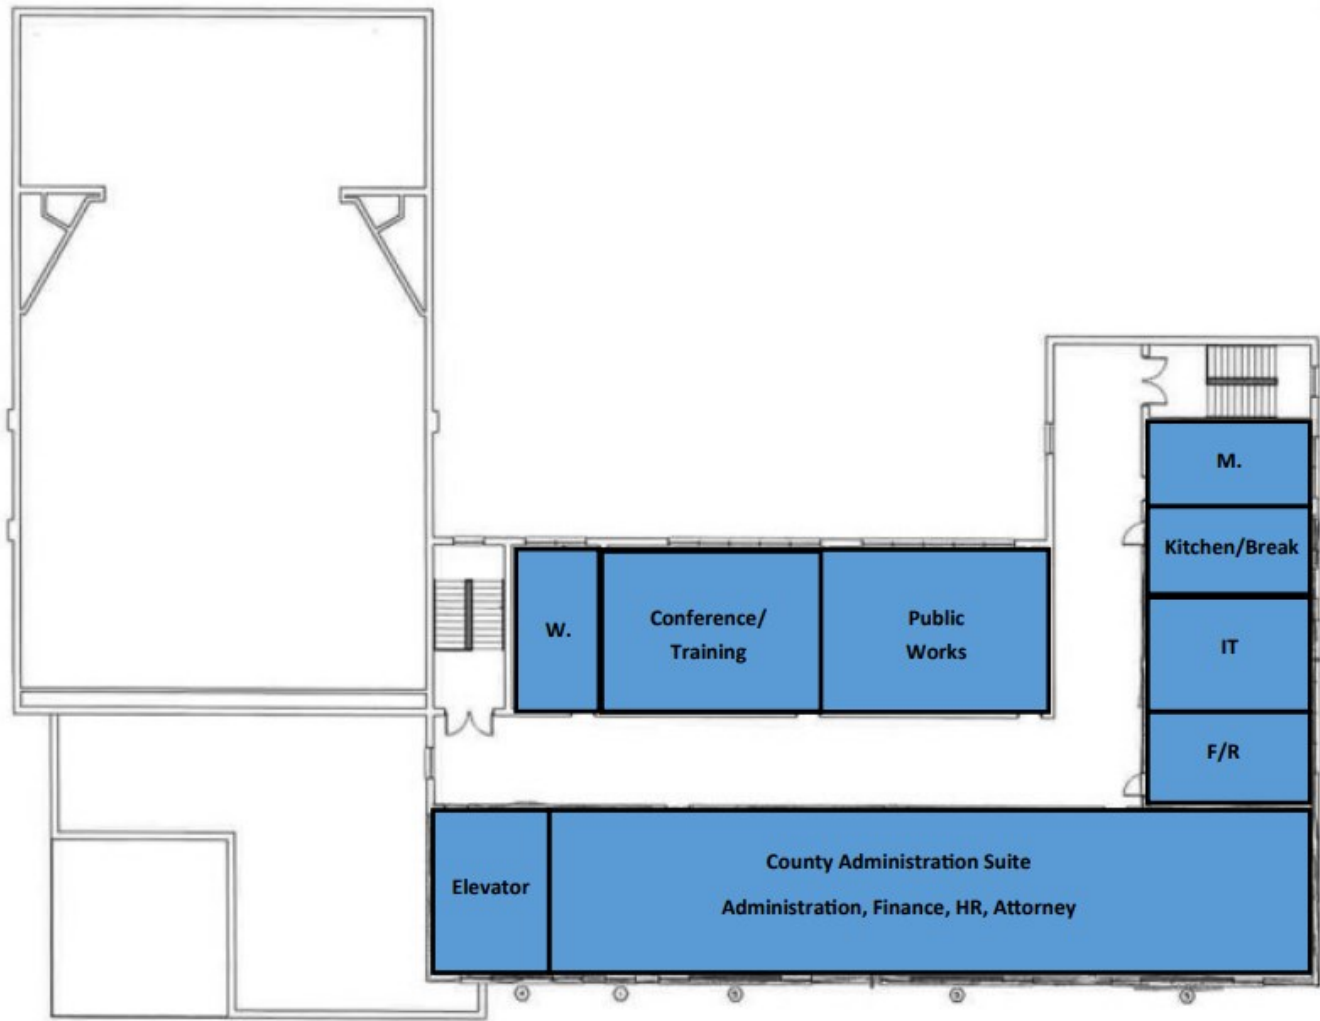 M.
Kitchen/Break
W.
Conference/
Training
Public
Works
IT
F/R
Elevator
County Administration Suite
Administration, Finance, HR, Attorney